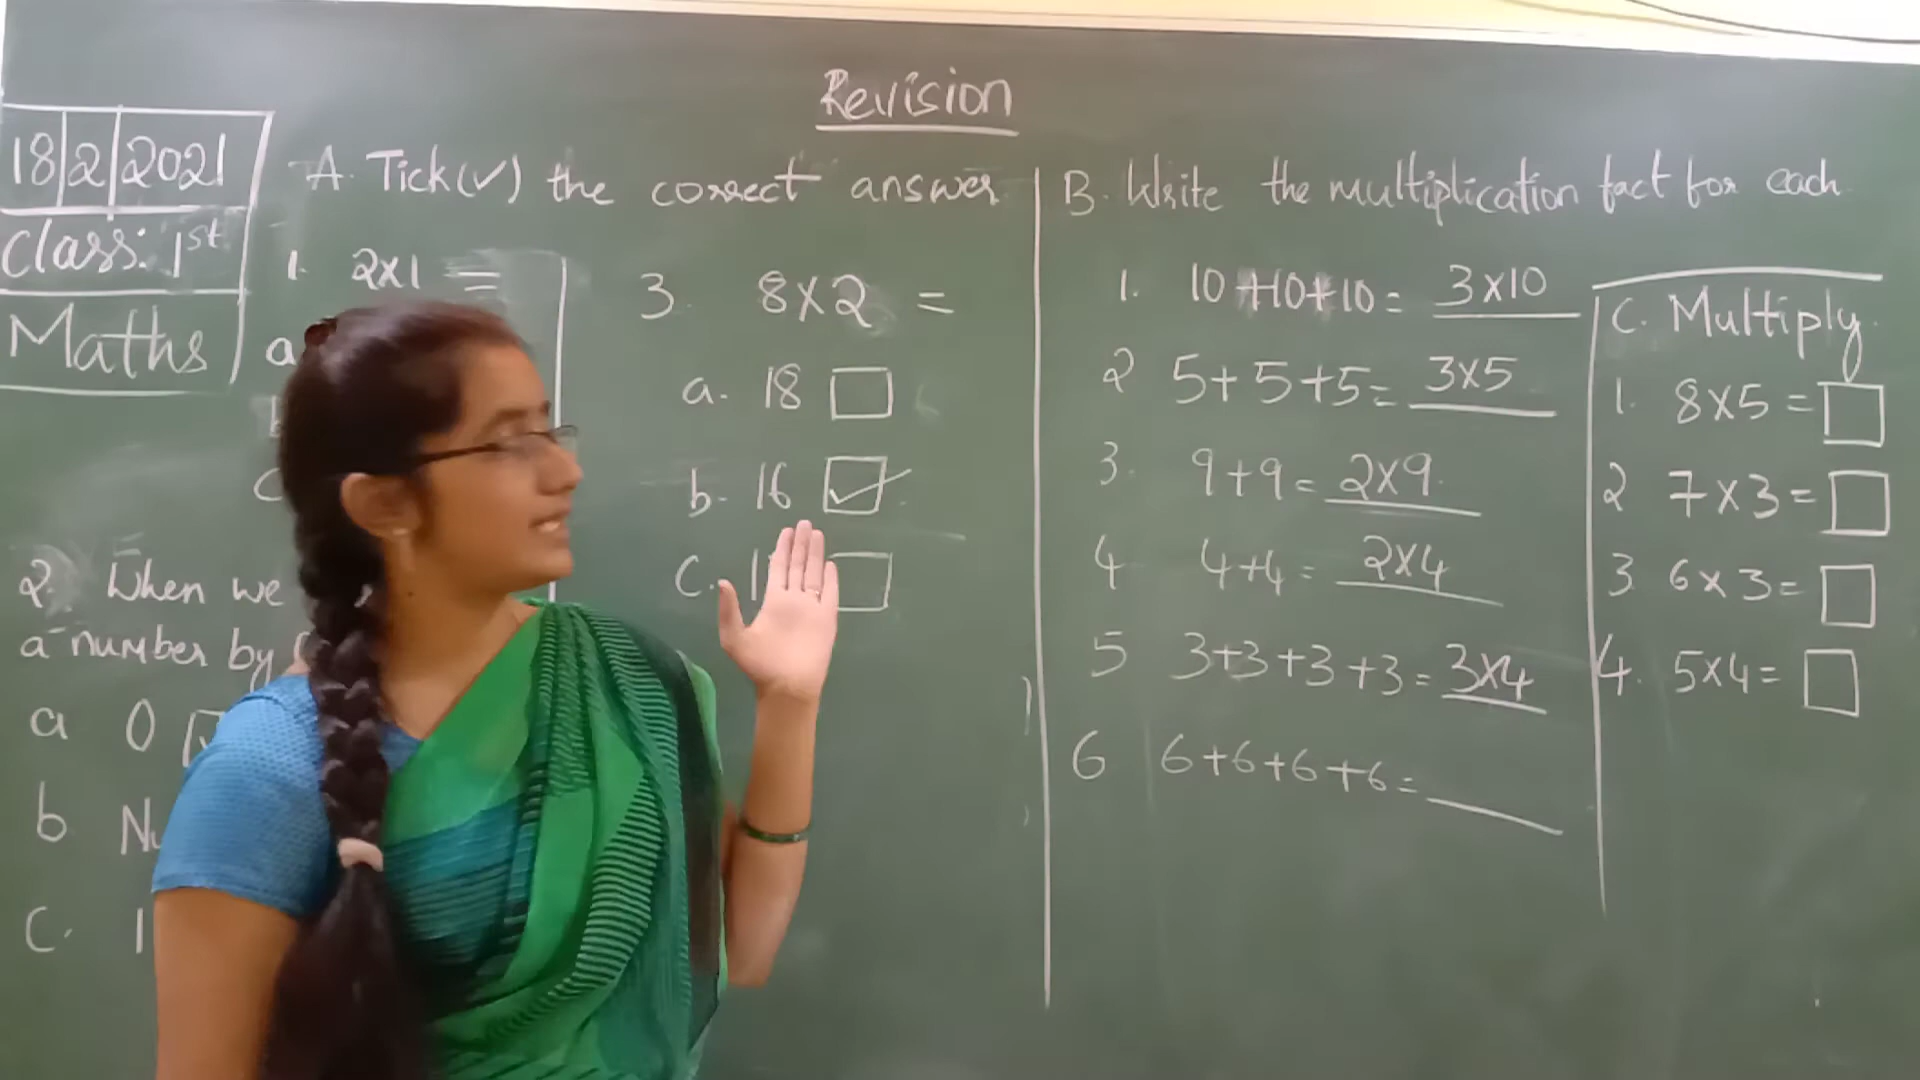 Revision
18|2|2021
Class: 1st
Maths
A. Tick(✓) the correct answer
1. 2x1 =
a
2. When we
a number by
a 0
b
C. 1
3. 8x2 =
a. 18
b. 16 ✓
C.
B. Write the multiplication fact for each
1. 10+10+10= 3x10
2 5+5+5= 3x5
3. 9+9= 2x9
4 4+4= 2x4
5 3+3+3+3= 3x4
6 6+6+6+6=
C. Multiply
1. 8x5=
2 7x3=
3 6x3=
4. 5x4=